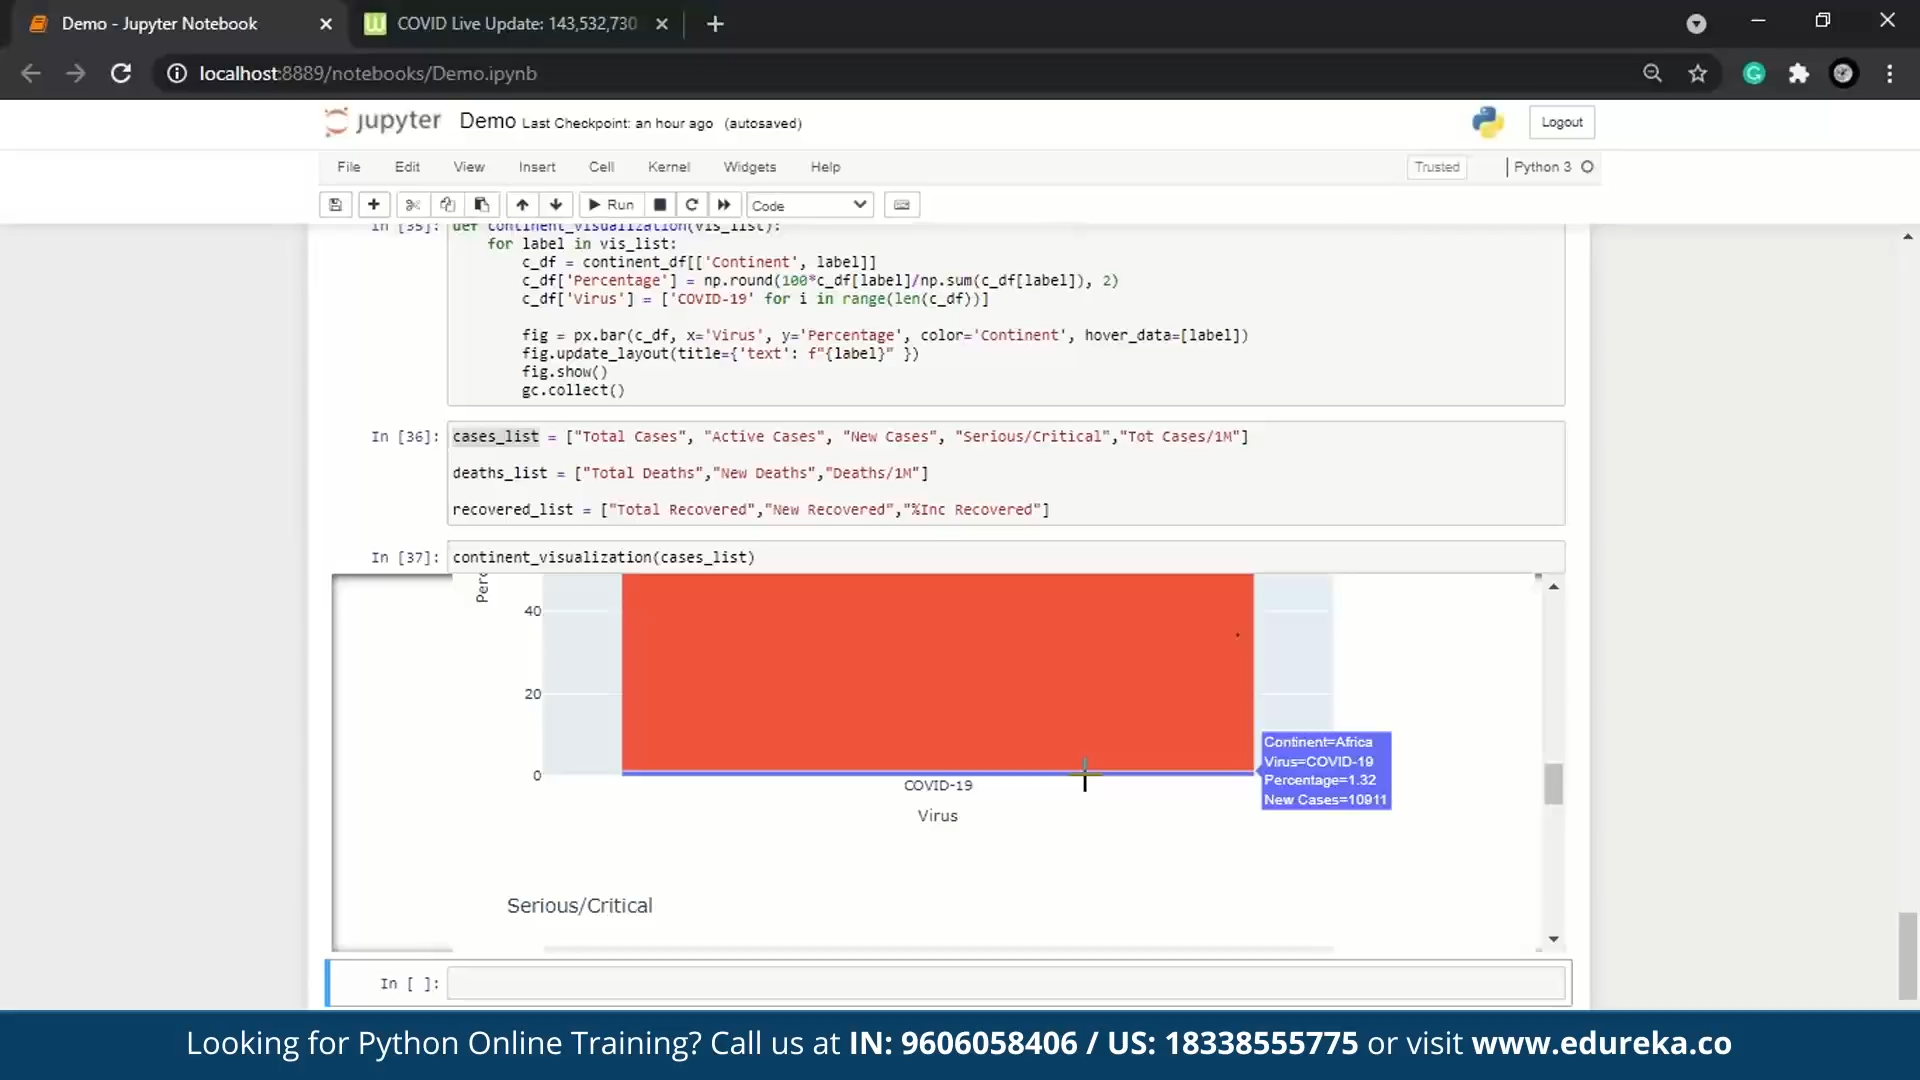 Demo - Jupyter Notebook
COVID Live Update: 143,532,730
localhost:8889/notebooks/Demo.ipynb
jupyter Demo Last Checkpoint: an hour ago (autosaved)
Logout
File Edit View Insert Cell Kernel Widgets Help
Trusted
Python 3
Run
Code
In [35]: def continent_visualization(vis_list):
for label in vis_list:
c_df = continent_df[['Continent', label]]
c_df['Percentage'] = np.round(100*c_df[label]/np.sum(c_df[label]), 2)
c_df['Virus'] = ['COVID-19' for i in range(len(c_df))]
fig = px.bar(c_df, x='Virus', y='Percentage', color='Continent', hover_data=[label])
fig.update_layout(title={'text': f"{label}" })
fig.show()
gc.collect()
In [36]: cases_list = ["Total Cases", "Active Cases", "New Cases", "Serious/Critical","Tot Cases/1M"]
deaths_list = ["Total Deaths","New Deaths","Deaths/1M"]
recovered_list = ["Total Recovered","New Recovered","%Inc Recovered"]
In [37]: continent_visualization(cases_list)
Perc
40
20
0
COVID-19
Virus
Continent=Africa
Virus=COVID-19
Percentage=1.32
New Cases=10911
Serious/Critical
In [ ]:
Looking for Python Online Training? Call us at IN: 9606058406 / US: 18338555775 or visit www.edureka.co